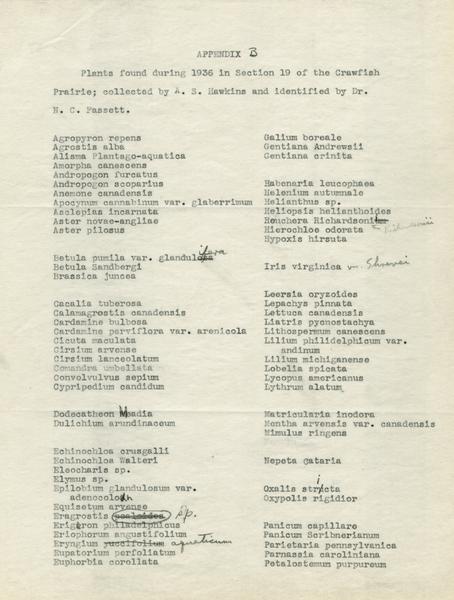 APPENDIX B
Plants found during 1936 in Section 19 of the Crawfish
Prairie; collected by A. S. Hawkins and identified by Dr.
N. C. Fassett.
Agropyron repens
Agrostis alba
Alisma Plantago-aquatica
Amorpha canescens
Andropogon furcatus
Andropogon scoparius
Anemone canadensis
Apocynum cannabinum var. glaberrimum
Asclepias incarnata
Aster novae-angliae
Aster pilosus
Betula pumila var. glandulifera
Betula Sandbergi
Brassica juncea
Cacalia tuberosa
Calamagrostis canadensis
Cardamine bulbosa
Cardamine parviflora var. arenicola
Cicuta maculata
Cirsium arvense
Cirsium lanceolatum
Comandra umbellata
Convolvulus sepium
Cypripedium candidum
Dodecatheon Meadia
Dulichium arundinaceum
Echinochloa crusgalli
Echinochloa Walteri
Eleocharis sp.
Elymus sp.
Epilobium glandulosum var.
Equisetum arvense
Eragrostis sp.
Erigeron philadelphicus
Eriophorum angustifolium
Eryngium yuccifolium aquaticum
Eupatorium perfoliatum
Euphorbia corollata
Galium boreale
Gentiana Andrewsii
Gentiana crinita
Habenaria leucophaea
Helenium autumnale
Helianthus sp.
Heliopsis helianthoides
Heuchera Richardsonii
Hierochloe odorata
Hypoxis hirsuta
Iris virginica v. Shrevei
Leersia oryzoides
Lepachys pinnata
Lettuca canadensis
Liatris pycnostachya
Lithospermum canescens
Lilium philidelphicum var.
andinum
Lilium michiganense
Lobelia spicata
Lycopus americanus
Lythrum alatum
Matricularia inodora
Mentha arvensis var. canadensis
Mimulus ringens
Nepeta cataria
Oxalis stricta
Oxypolis rigidior
Panicum capillare
Panicum Scribnerianum
Parietaria pennsylvanica
Parnassia caroliniana
Petalostemum purpureum